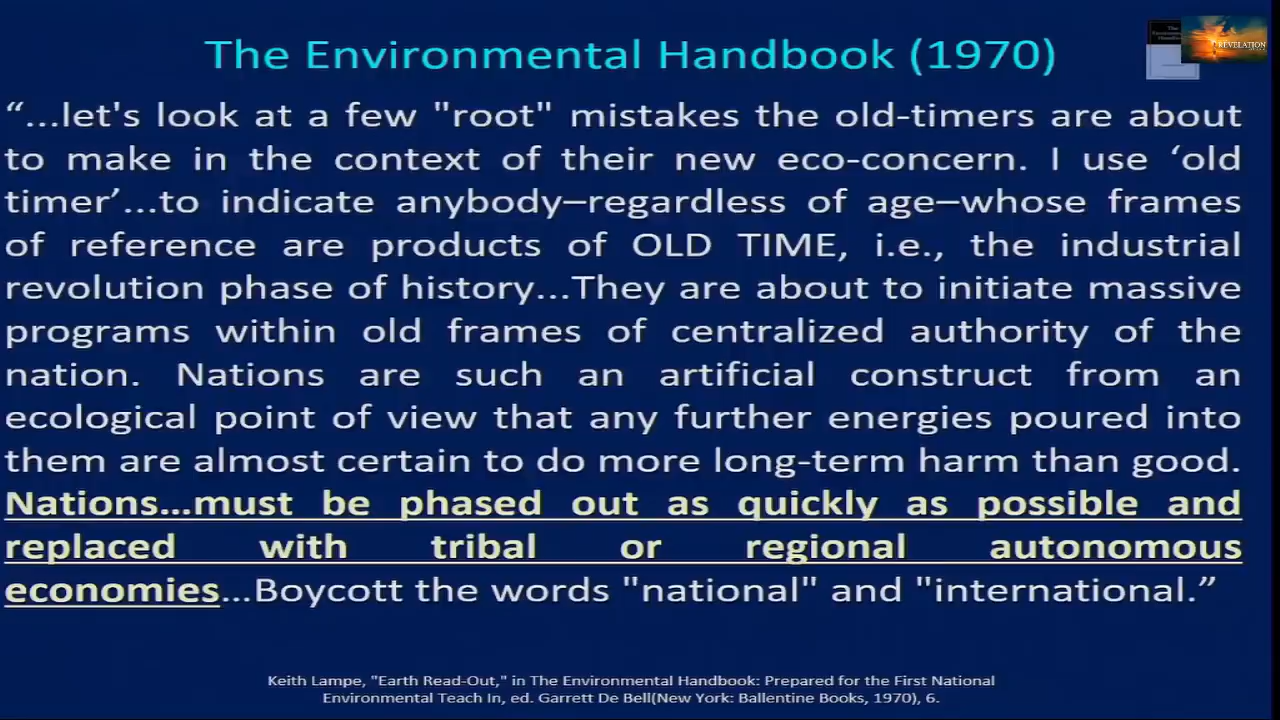 The Environmental Handbook (1970)
REVELATION
“...let's look at a few "root" mistakes the old-timers are about
to make in the context of their new eco-concern. I use ‘old
timer’...to indicate anybody–regardless of age–whose frames
of reference are products of OLD TIME, i.e., the industrial
revolution phase of history...They are about to initiate massive
programs within old frames of centralized authority of the
nation. Nations are such an artificial construct from an
ecological point of view that any further energies poured into
them are almost certain to do more long-term harm than good.
Nations...must be phased out as quickly as possible and
replaced with tribal or regional autonomous
economies...Boycott the words "national" and "international.”
Keith Lampe, "Earth Read-Out," in The Environmental Handbook: Prepared for the First National
Environmental Teach In, ed. Garrett De Bell(New York: Ballentine Books, 1970), 6.